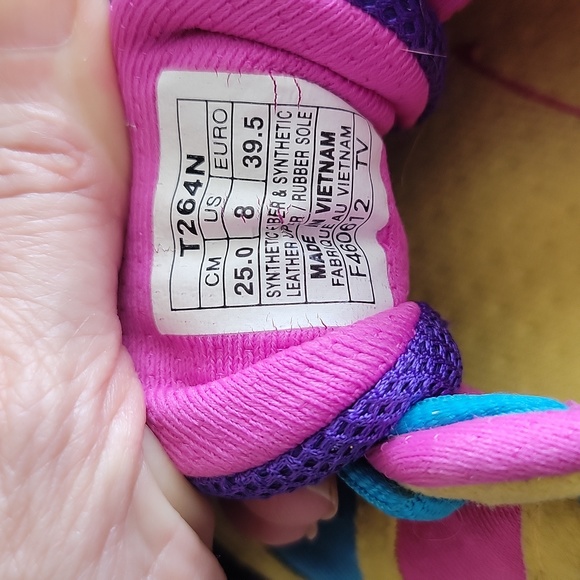 T264N
CM US EURO
25.0 8 39.5
SYNTHETIC FIBER & SYNTHETIC
LEATHER UPPER / RUBBER SOLE
MADE IN VIETNAM
FABRIQUE AU VIETNAM
F460612 TV